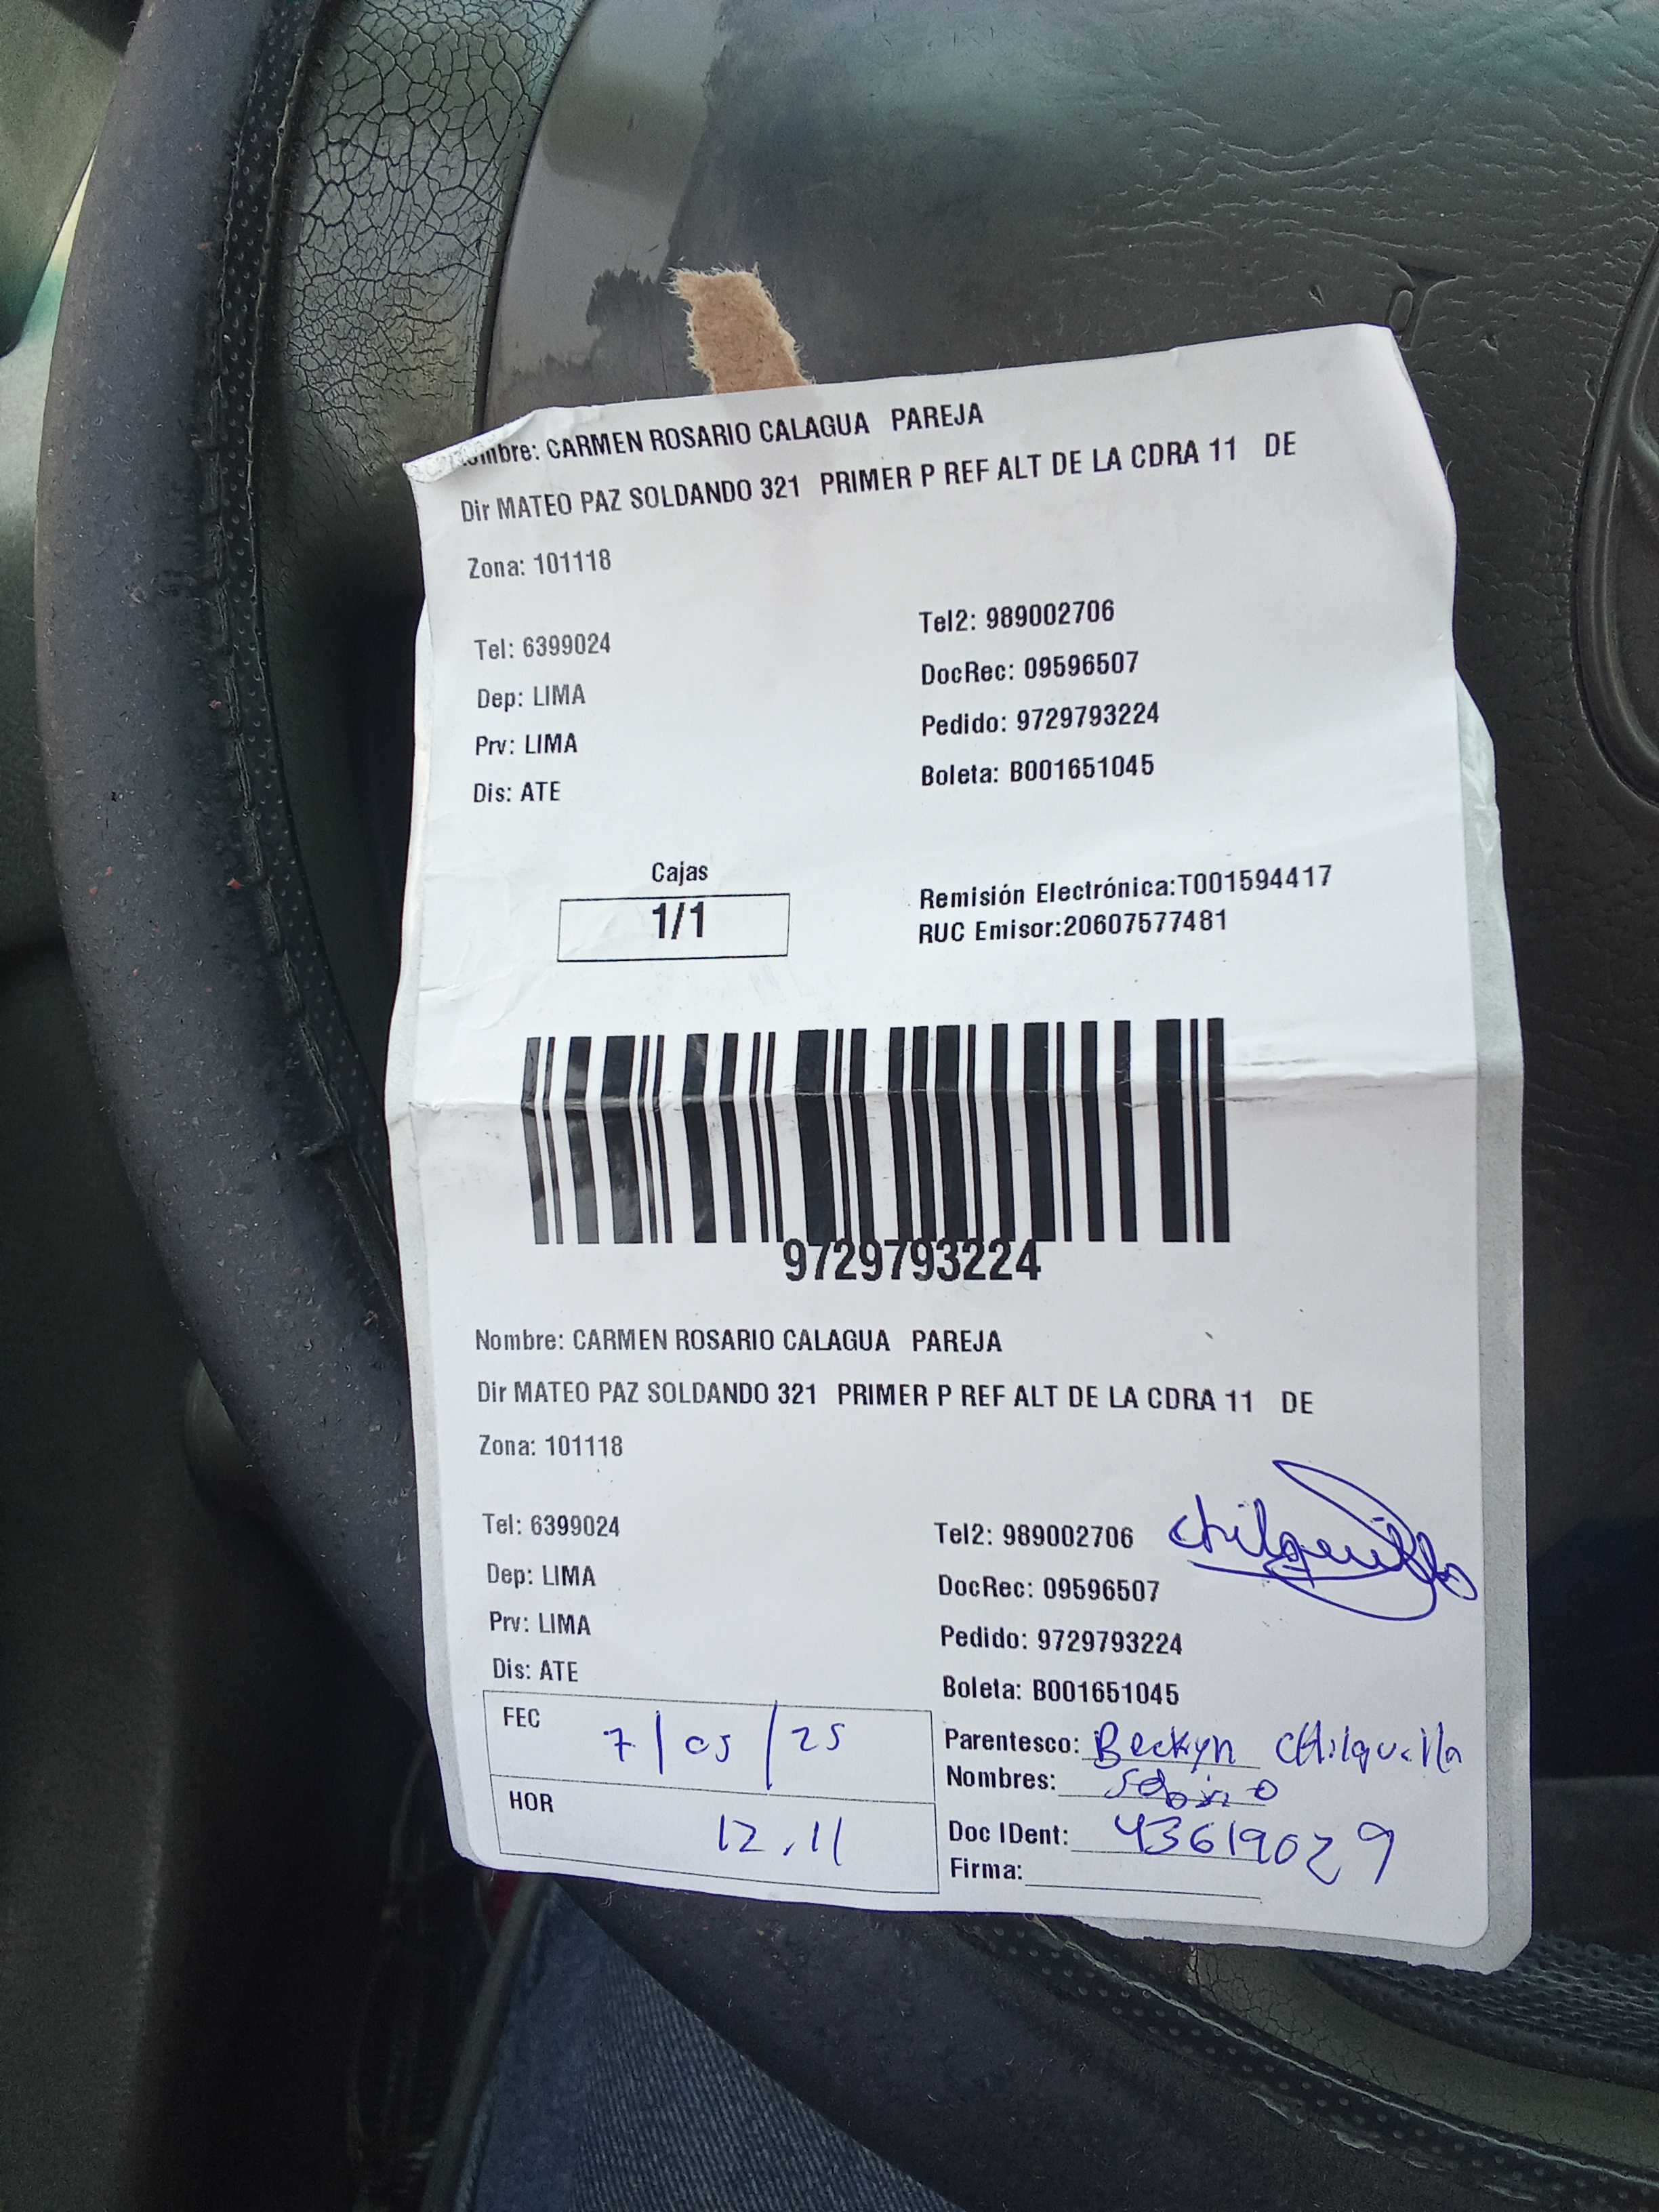 mbre: CARMEN ROSARIO CALAGUA PAREJA
Dir MATEO PAZ SOLDANDO 321 PRIMER P REF ALT DE LA CDRA 11 DE
Zona: 101118
Tel: 6399024
Tel2: 989002706
Dep: LIMA
DocRec: 09596507
Prv: LIMA
Pedido: 9729793224
Dis: ATE
Boleta: B001651045
Cajas
1/1
Remisión Electrónica:T001594417
RUC Emisor:20607577481
9729793224
Nombre: CARMEN ROSARIO CALAGUA PAREJA
Dir MATEO PAZ SOLDANDO 321 PRIMER P REF ALT DE LA CDRA 11 DE
Zona: 101118
Tel: 6399024
Tel2: 989002706
Dep: LIMA
DocRec: 09596507
Prv: LIMA
Pedido: 9729793224
Dis: ATE
Boleta: B001651045
FEC 7/05/25
Parentesco: Beckyn
Nombres:
HOR 12.11
Doc IDent: 43619029
Firma: